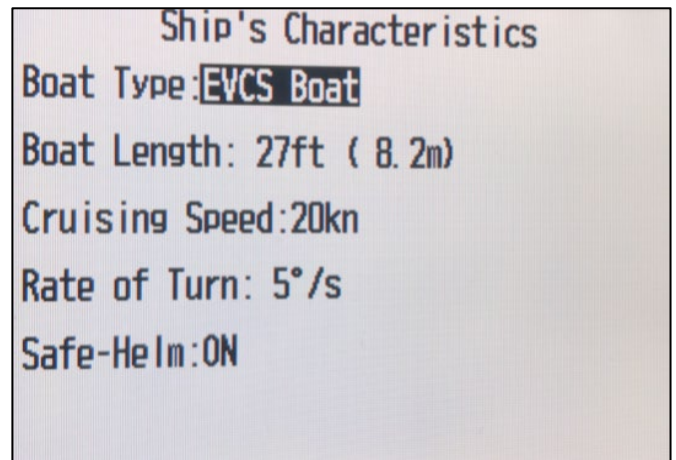 Ship's Characteristics
Boat Type:EVCS Boat
Boat Length: 27ft ( 8.2m)
Cruising Speed:20kn
Rate of Turn: 5°/s
Safe-Helm:ON